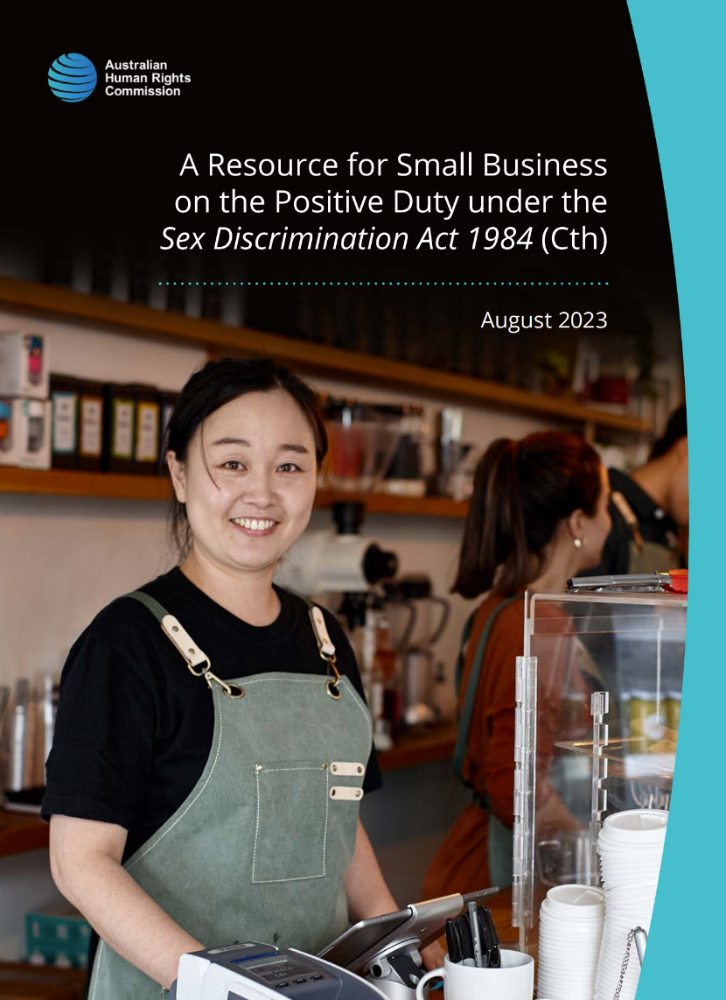 Australian
Human Rights
Commission
A Resource for Small Business
on the Positive Duty under the
Sex Discrimination Act 1984 (Cth)
August 2023